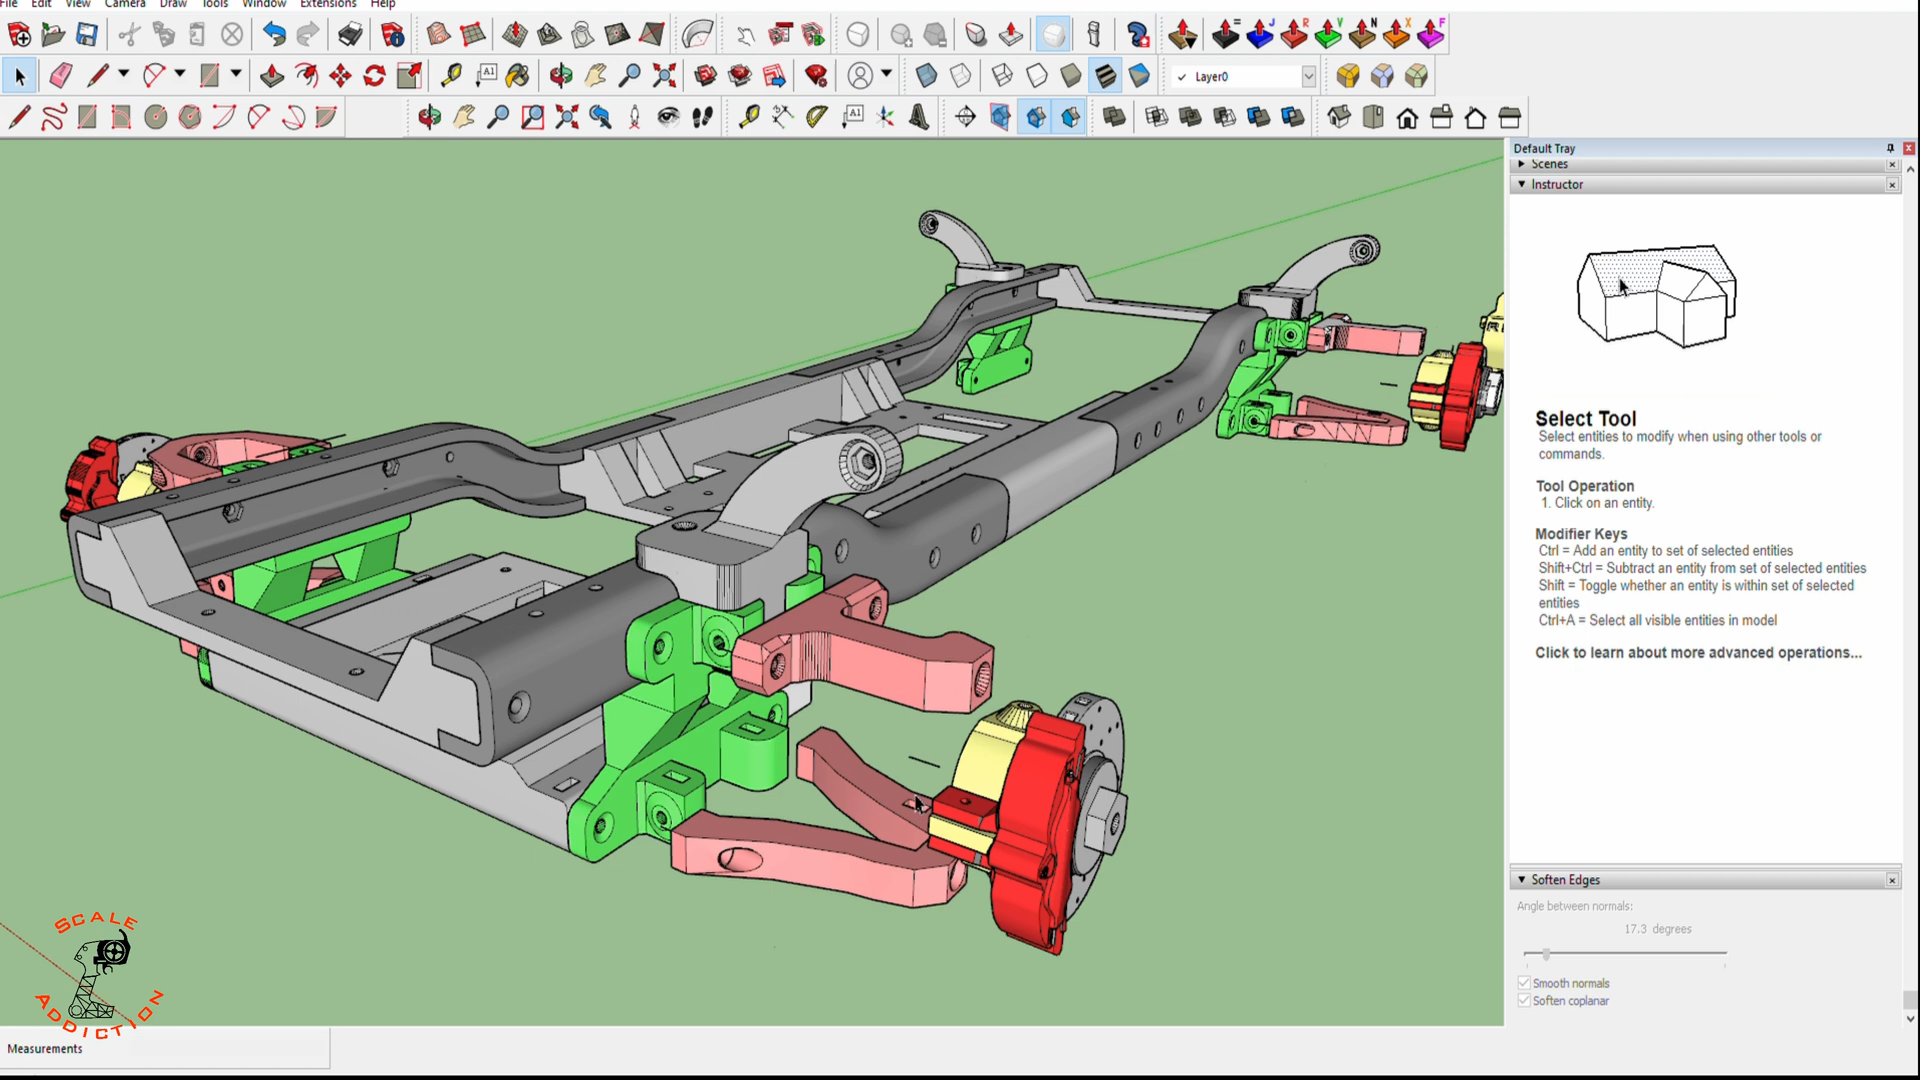 File Edit View Camera Draw Tools Window Extensions Help
= J R V N X F
A1
Layer0
A1
Default Tray
Scenes
Instructor
Select Tool
Select entities to modify when using other tools or
commands.
Tool Operation
1. Click on an entity.
Modifier Keys
Ctrl = Add an entity to set of selected entities
Shift+Ctrl = Subtract an entity from set of selected entities
Shift = Toggle whether an entity is within set of selected
entities
Ctrl+A = Select all visible entities in model
Click to learn about more advanced operations...
Soften Edges
Angle between normals:
17.3 degrees
Smooth normals
Soften coplanar
SCALE
ADDICTION
Measurements